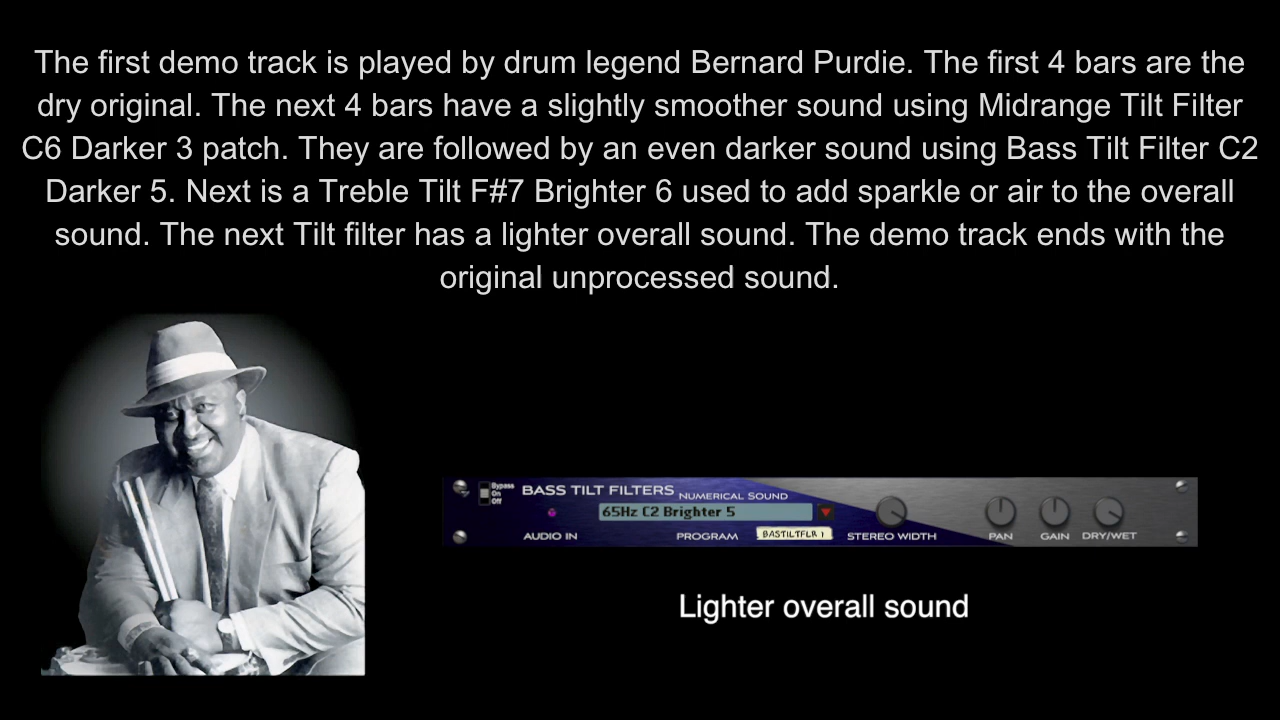 The first demo track is played by drum legend Bernard Purdie. The first 4 bars are the
dry original. The next 4 bars have a slightly smoother sound using Midrange Tilt Filter
C6 Darker 3 patch. They are followed by an even darker sound using Bass Tilt Filter C2
Darker 5. Next is a Treble Tilt F#7 Brighter 6 used to add sparkle or air to the overall
sound. The next Tilt filter has a lighter overall sound. The demo track ends with the
original unprocessed sound.
Bypass
On
Off
BASS TILT FILTERS
NUMERICAL SOUND
65Hz C2 Brighter 5
AUDIO IN
PROGRAM
BASTILTFLR 1
STEREO WIDTH
PAN
GAIN
DRY/WET
Lighter overall sound